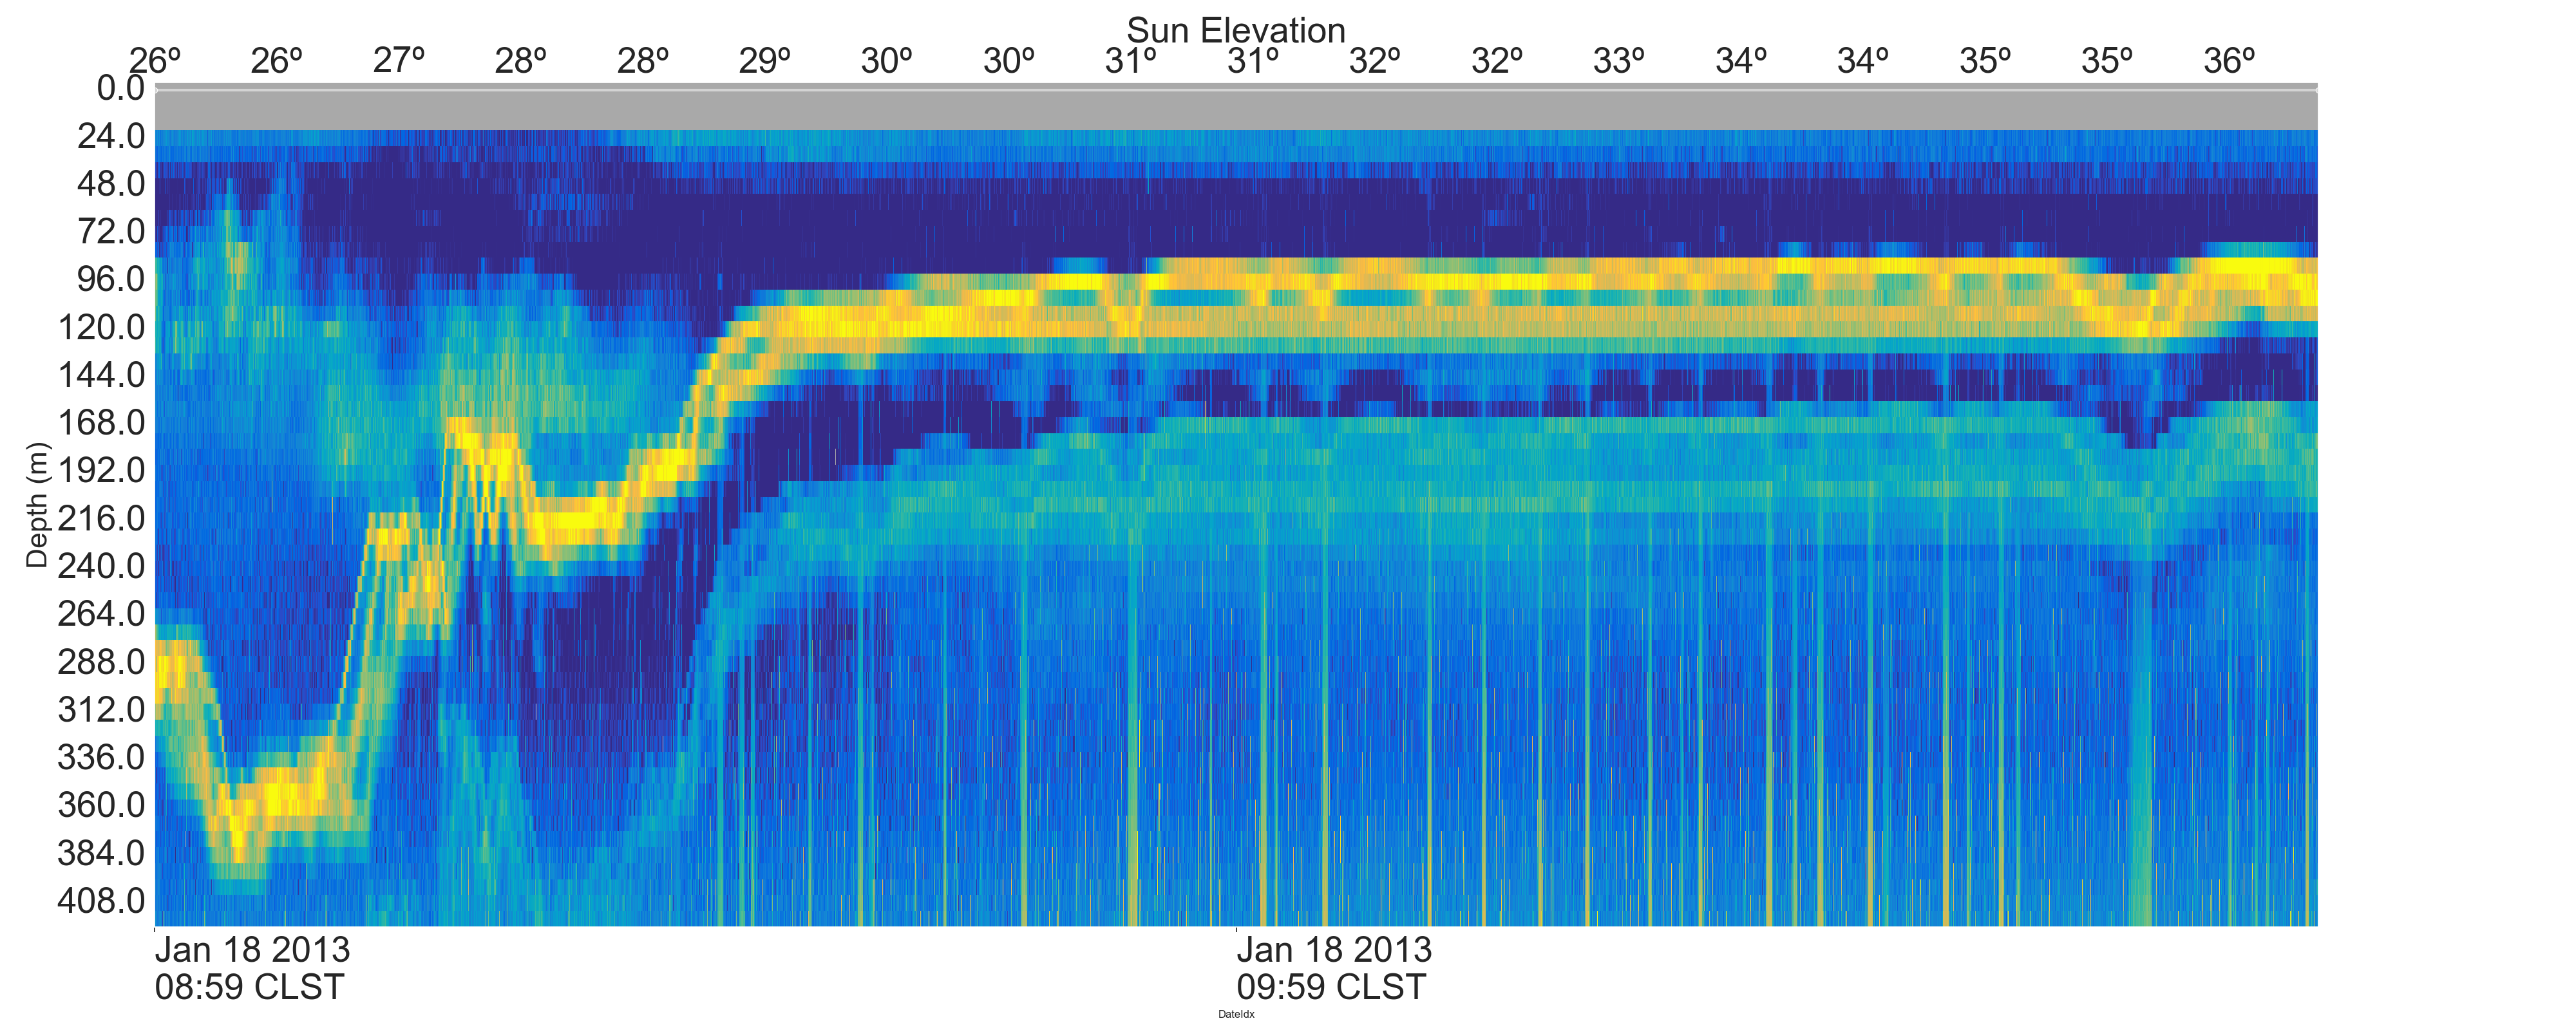 Sun Elevation
26º 26º 27º 28º 28º 29º 30º 30º 31º 31º 32º 32º 33º 34º 34º 35º 35º 36º
0.0
24.0
48.0
72.0
96.0
120.0
144.0
168.0
192.0
216.0
240.0
264.0
288.0
312.0
336.0
360.0
384.0
408.0
Depth (m)
Jan 18 2013
08:59 CLST
Jan 18 2013
09:59 CLST
DateIdx